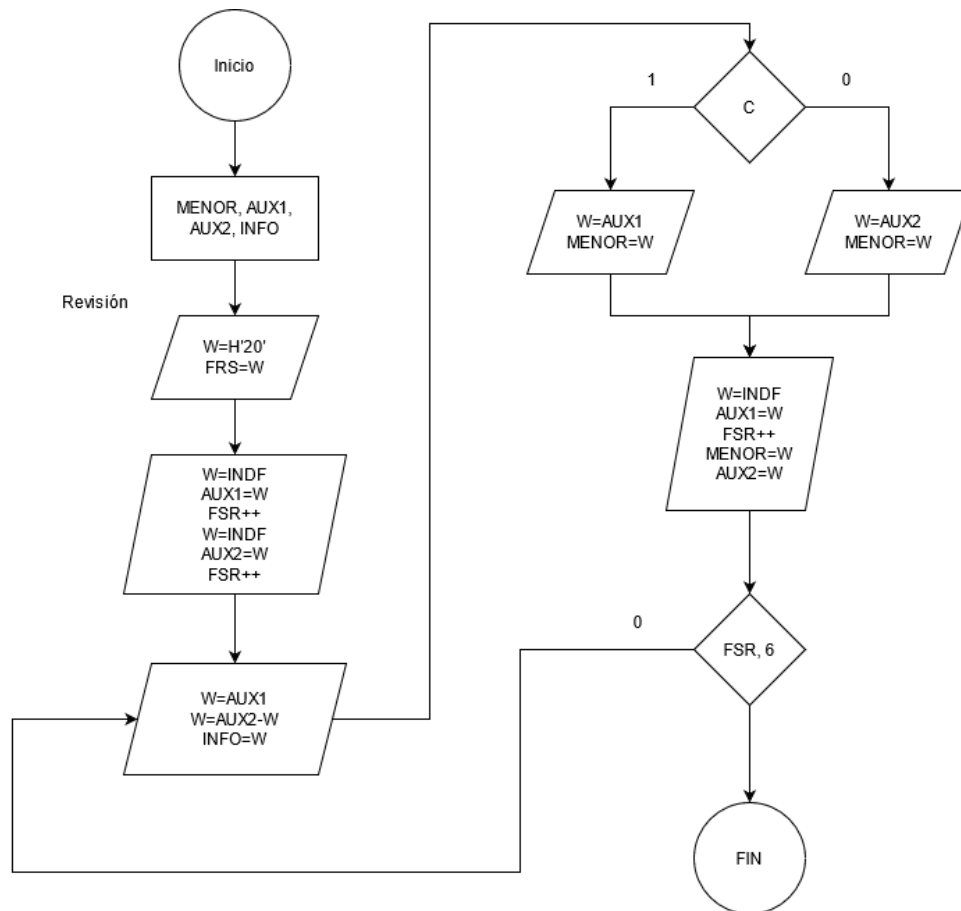 Inicio
MENOR, AUX1,
AUX2, INFO
Revisión
W=H'20'
FRS=W
W=INDF
AUX1=W
FSR++
W=INDF
AUX2=W
FSR++
W=AUX1
W=AUX2-W
INFO=W
C
1
0
W=AUX1
MENOR=W
W=AUX2
MENOR=W
W=INDF
AUX1=W
FSR++
MENOR=W
AUX2=W
FSR, 6
0
FIN